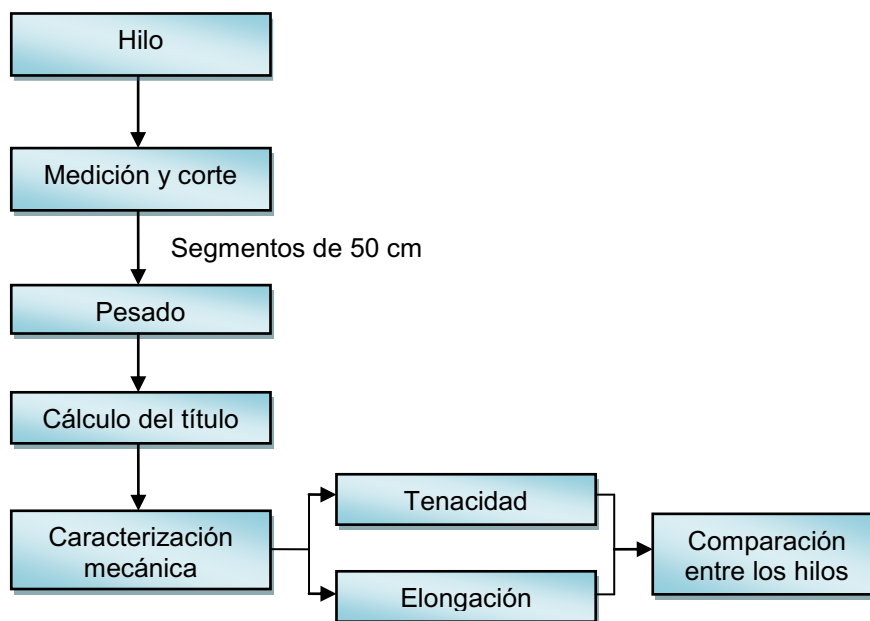 Hilo
Medición y corte
Segmentos de 50 cm
Pesado
Cálculo del título
Caracterización
mecánica
Tenacidad
Elongación
Comparación
entre los hilos